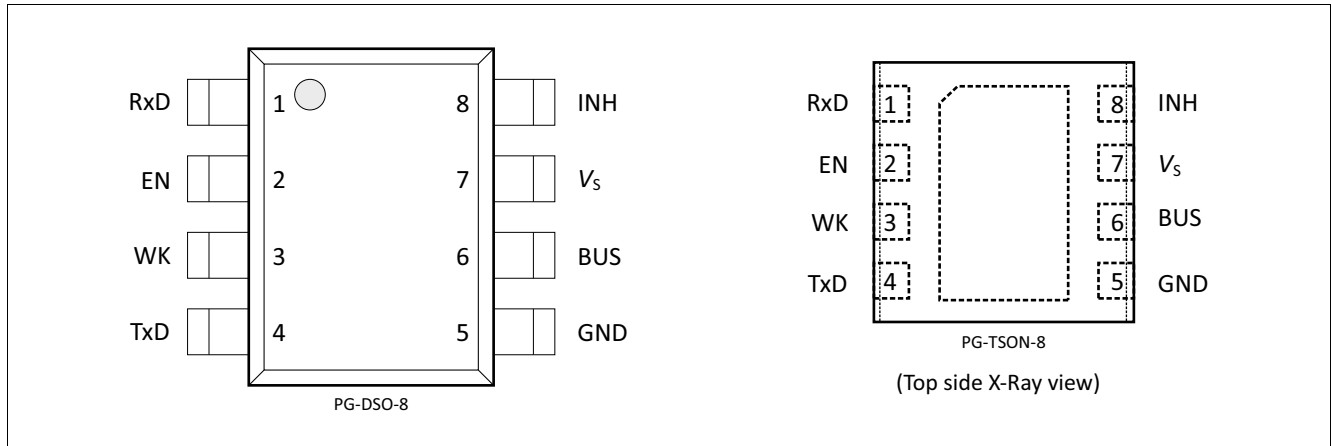 RxD 1 8 INH
EN 2 7 VS
WK 3 6 BUS
TxD 4 5 GND
PG-DSO-8
RxD 1 8 INH
EN 2 7 VS
WK 3 6 BUS
TxD 4 5 GND
PG-TSON-8
(Top side X-Ray view)